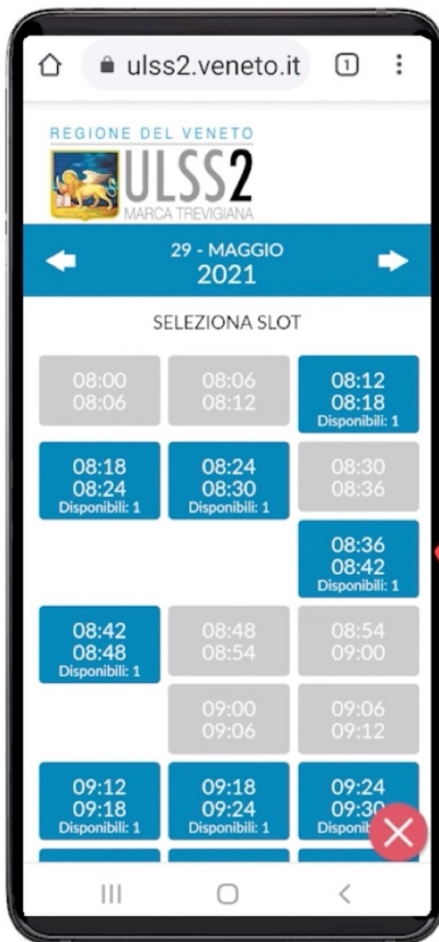 ulss2.veneto.it
1
REGIONE DEL VENETO
ULSS2
MARCA TREVIGIANA
29 - MAGGIO
2021
SELEZIONA SLOT
08:00
08:06
08:06
08:12
08:12
08:18
Disponibili: 1
08:18
08:24
Disponibili: 1
08:24
08:30
Disponibili: 1
08:30
08:36
08:36
08:42
Disponibili: 1
08:42
08:48
Disponibili: 1
08:48
08:54
08:54
09:00
09:00
09:06
09:06
09:12
09:12
09:18
Disponibili: 1
09:18
09:24
Disponibili: 1
09:24
09:30